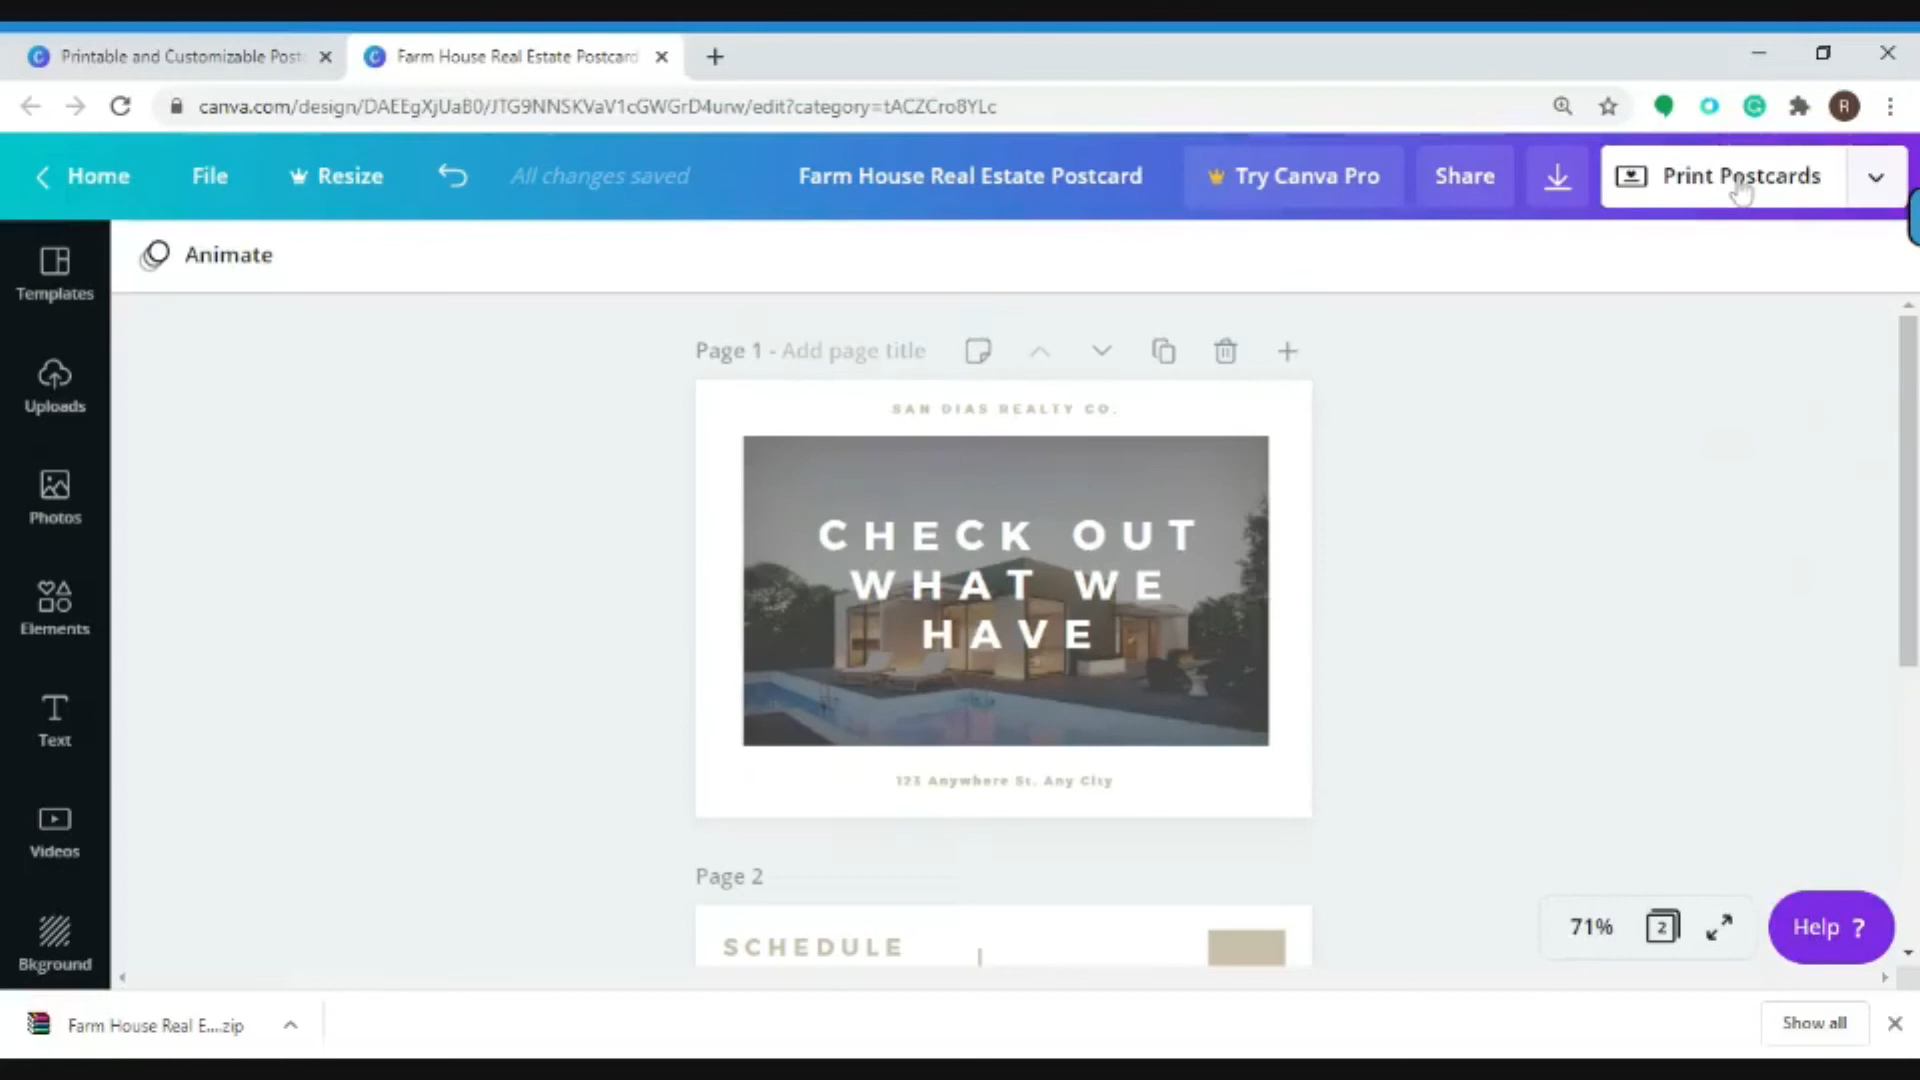 Printable and Customizable Post
Farm House Real Estate Postcard
canva.com/design/DAEEgXjUaB0/JTG9NNSKVaV1cGWGrD4urw/edit?category=tACZCro8YLc
R
Home
File
Resize
All changes saved
Farm House Real Estate Postcard
Try Canva Pro
Share
Print Postcards
Animate
Templates
Uploads
Photos
Elements
Text
Videos
Bkground
Page 1 - Add page title
SAN DIAS REALTY CO.
CHECK OUT
WHAT WE
HAVE
123 Anywhere St. Any City
Page 2
SCHEDULE
71%
2
Help ?
Farm House Real E....zip
Show all